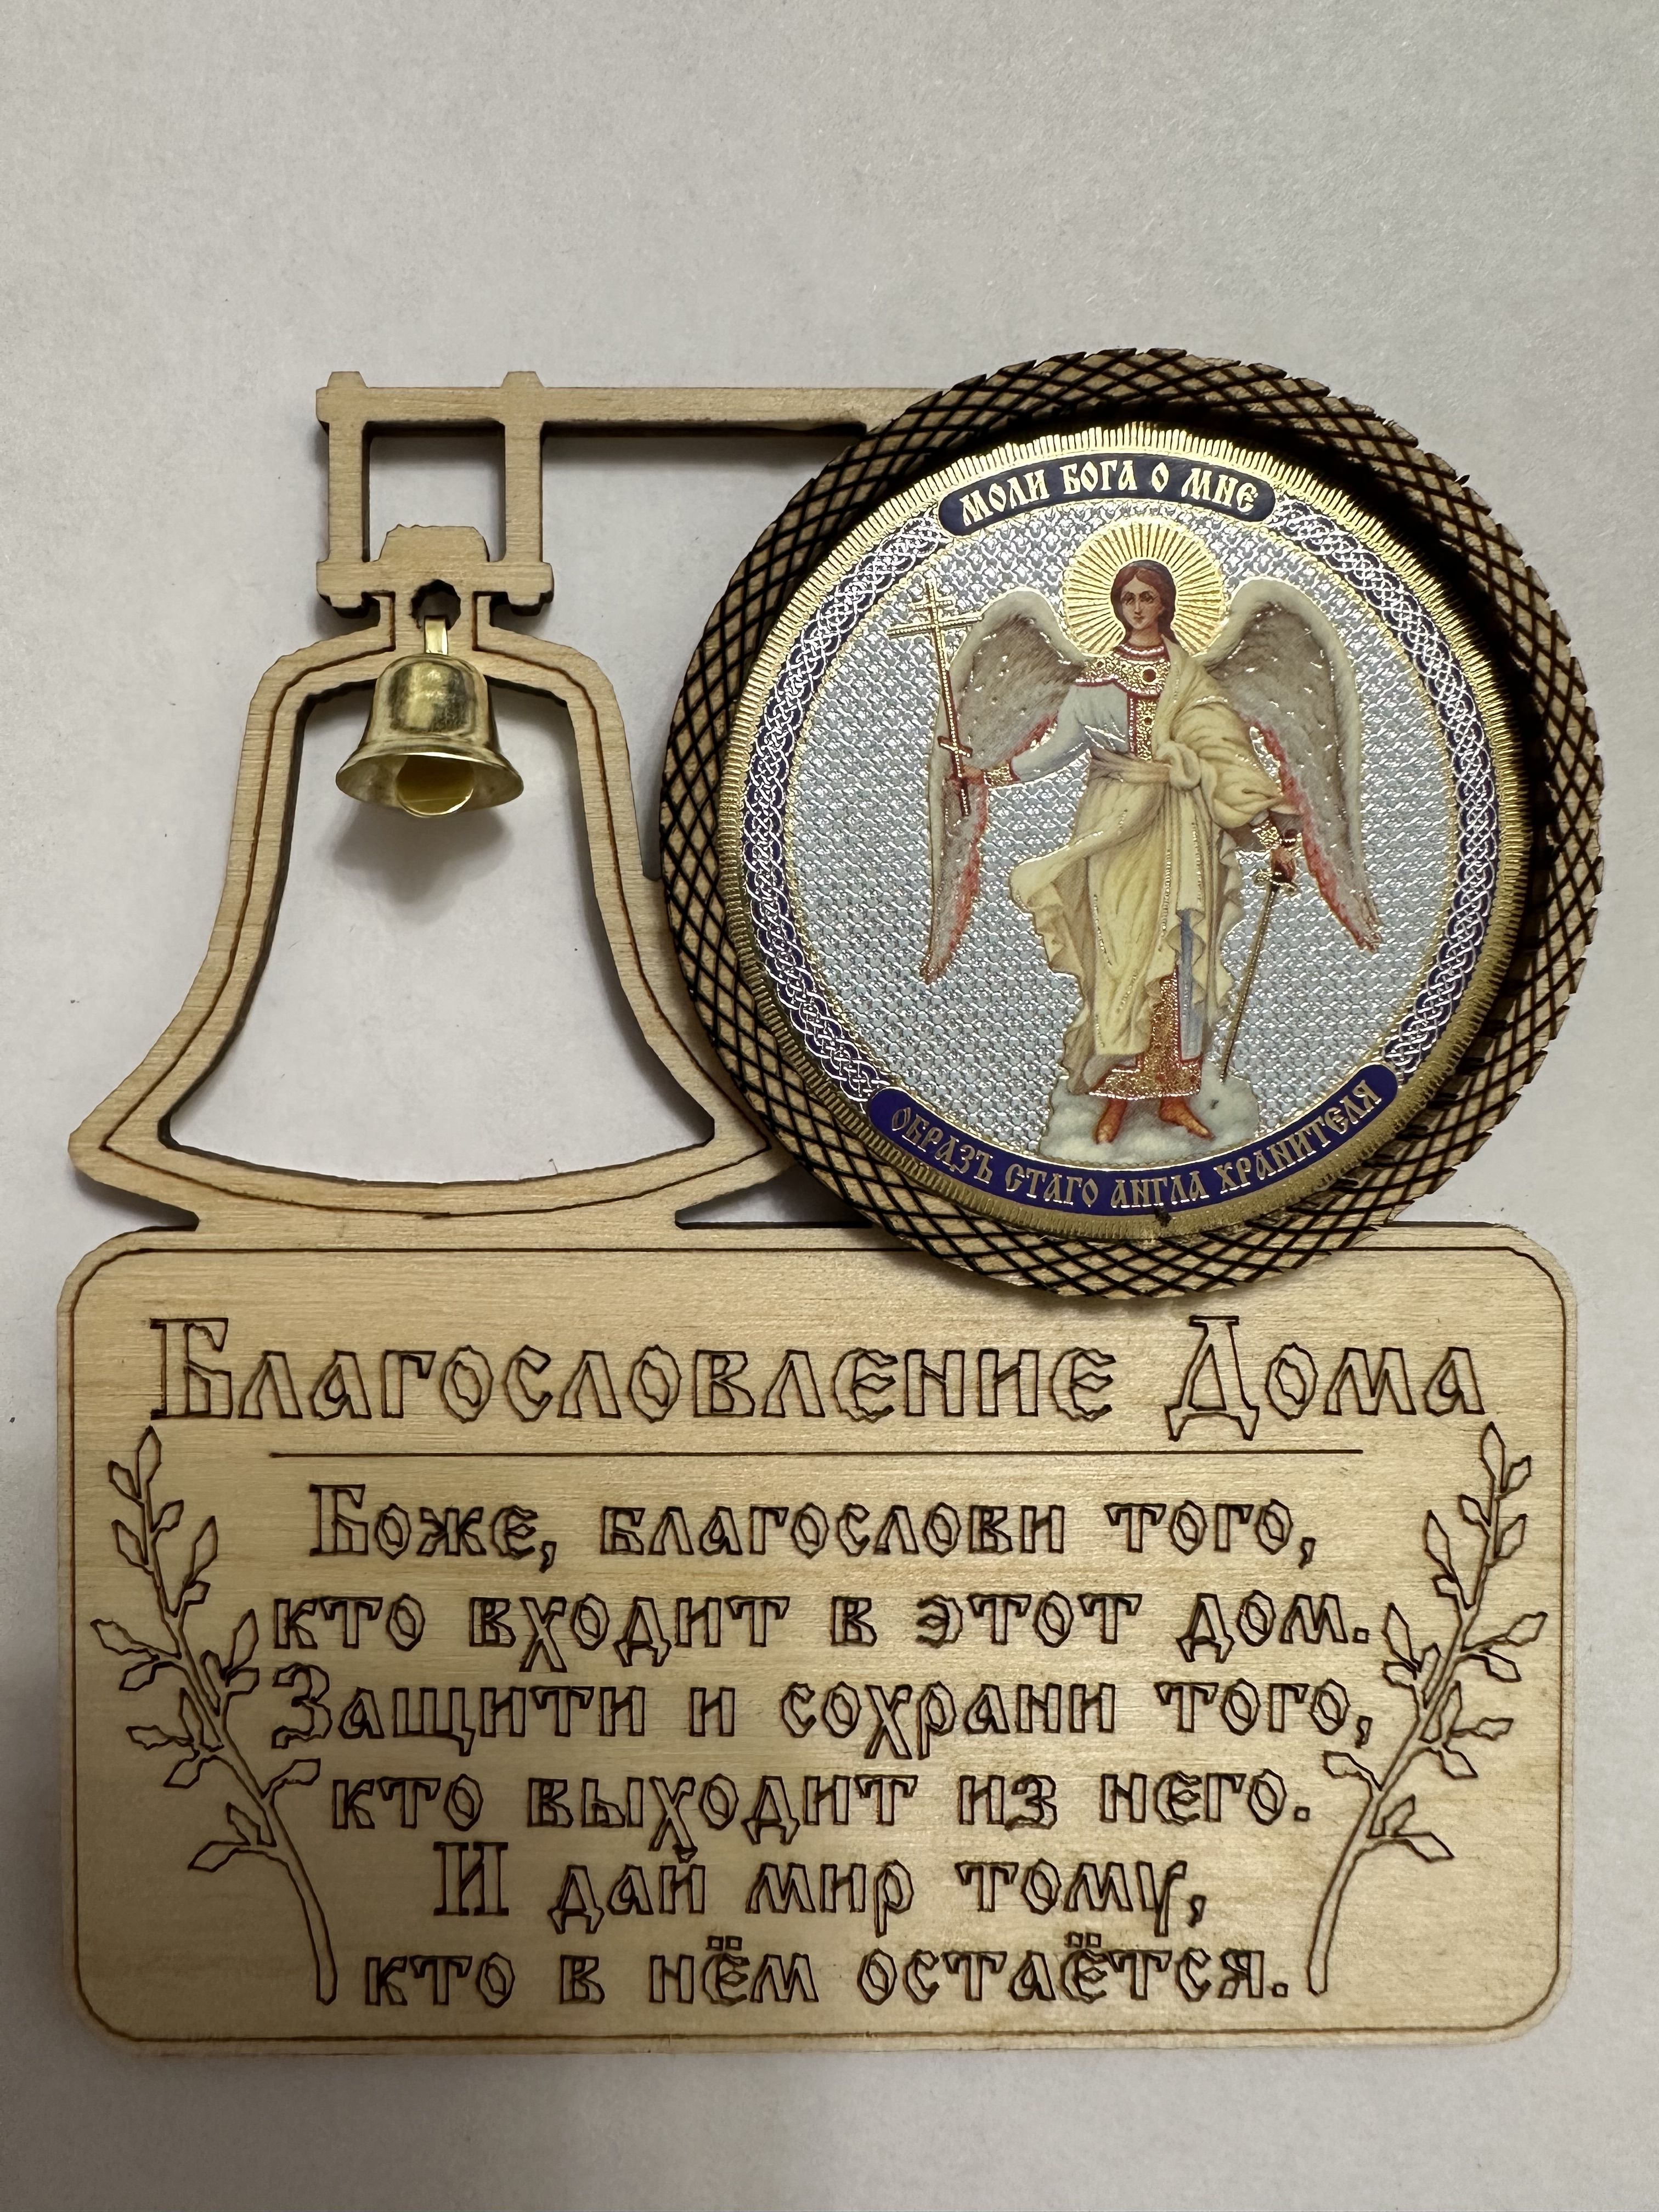 МОЛИ БОГА О МНЕ
ОБРАЗЪ СТАГО АНГЛА ХРАНИТЕЛЯ
Благословение Дома
Боже, благослови того,
кто входит в этот дом.
Защити и сохрани того,
кто выходит из него.
И дай мир тому,
кто в нём остаётся.